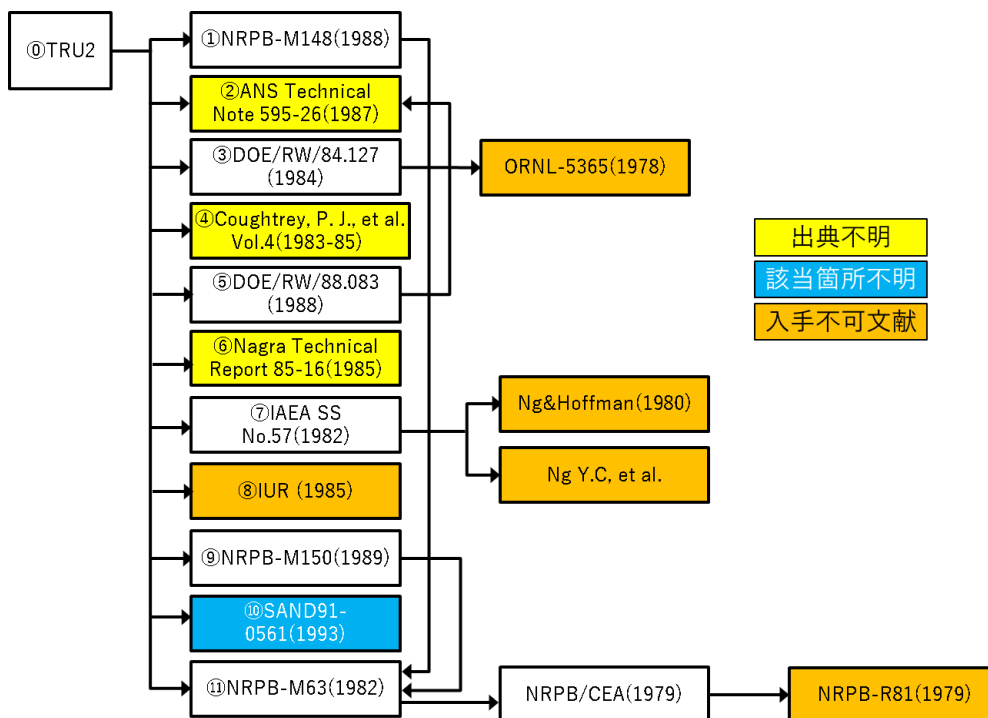 ⓪TRU2
①NRPB-M148(1988)
②ANS Technical
Note 595-26(1987)
③DOE/RW/84.127
(1984)
ORNL-5365(1978)
④Coughtrey, P. J., et al.
Vol.4(1983-85)
⑤DOE/RW/88.083
(1988)
⑥Nagra Technical
Report 85-16(1985)
⑦IAEA SS
No.57(1982)
Ng&Hoffman(1980)
Ng Y.C, et al.
⑧IUR (1985)
⑨NRPB-M150(1989)
⑩SAND91-
0561(1993)
⑪NRPB-M63(1982)
NRPB/CEA(1979)
NRPB-R81(1979)
出典不明
該当箇所不明
入手不可文献